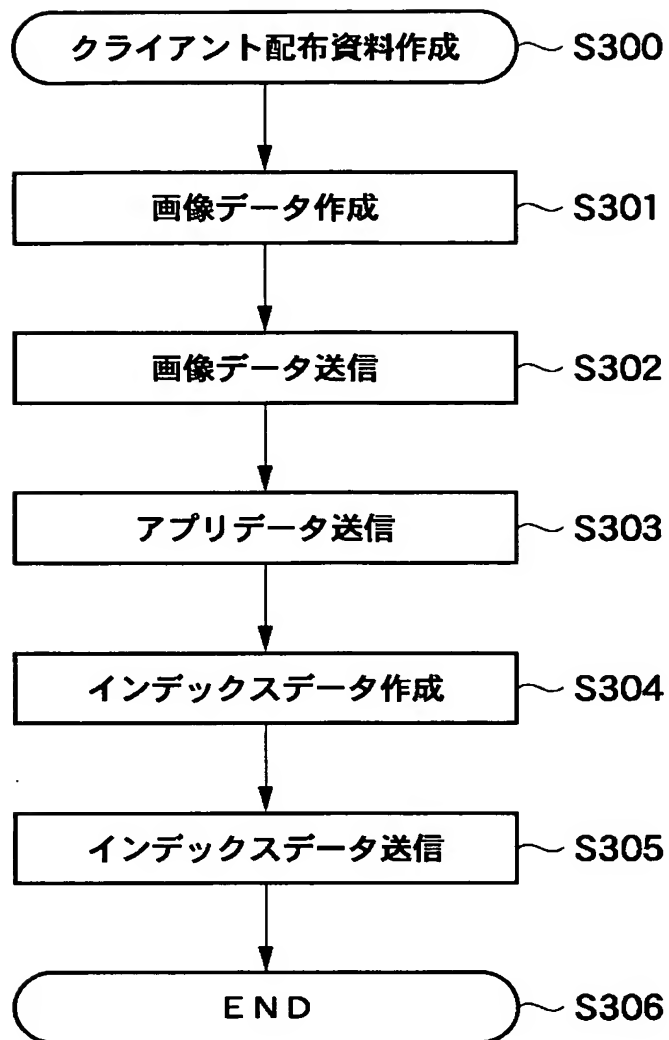 クライアント配布資料作成 S300
画像データ作成 S301
画像データ送信 S302
アプリデータ送信 S303
インデックスデータ作成 S304
インデックスデータ送信 S305
END S306